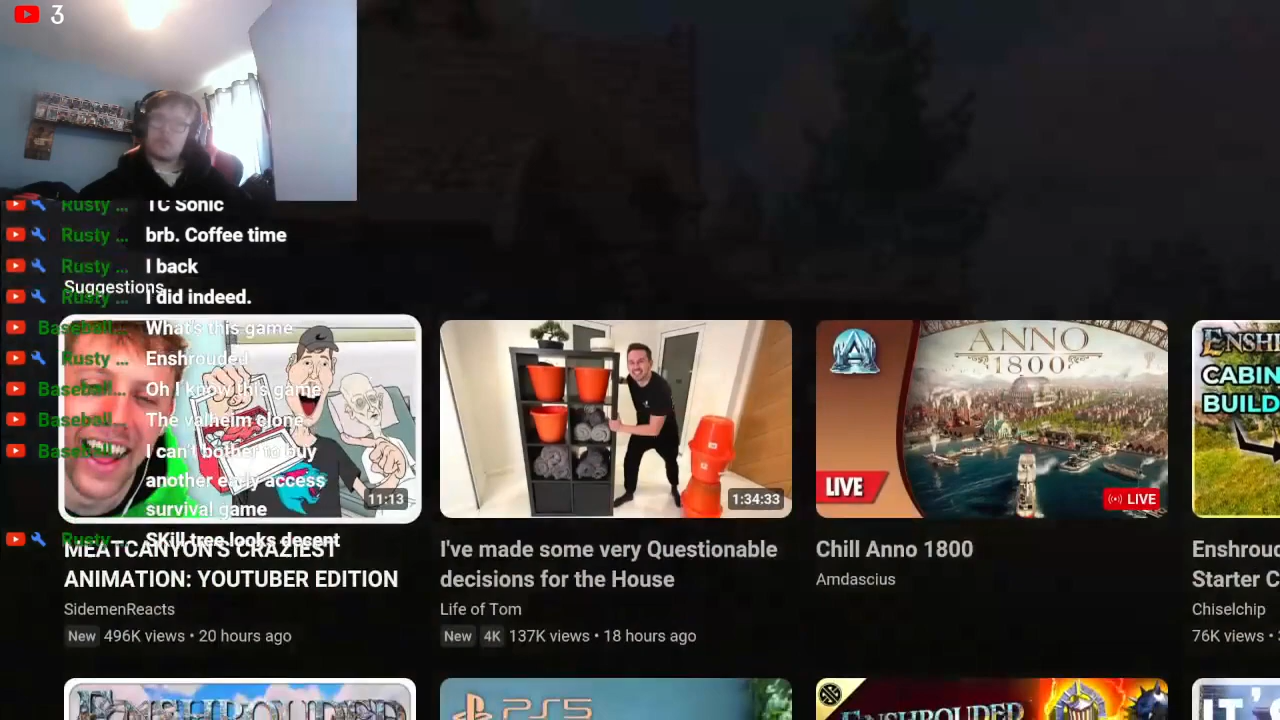 3
Rusty ... TC Sonic
Rusty ... brb. Coffee time
Rusty ... I back
Suggestions
Rusty ... I did indeed.
Baseball... What's this game
Rusty ... Enshrouded
Baseball... Oh I know this game
Baseball... The valheim clone
Baseball... I can't bother to buy
another early access
survival game
Rusty ... SKill tree looks decent
11:13
MEATCANYON'S CRAZIEST
ANIMATION: YOUTUBER EDITION
SidemenReacts
New 496K views • 20 hours ago
1:34:33
I've made some very Questionable
decisions for the House
Life of Tom
New 4K 137K views • 18 hours ago
ANNO
1800
LIVE
LIVE
Chill Anno 1800
Amdascius
CABIN
BUILD
Enshroud
Starter C
Chiselchip
76K views •
ENSHROUDED
PS5
ENSHROUDED
IT'S